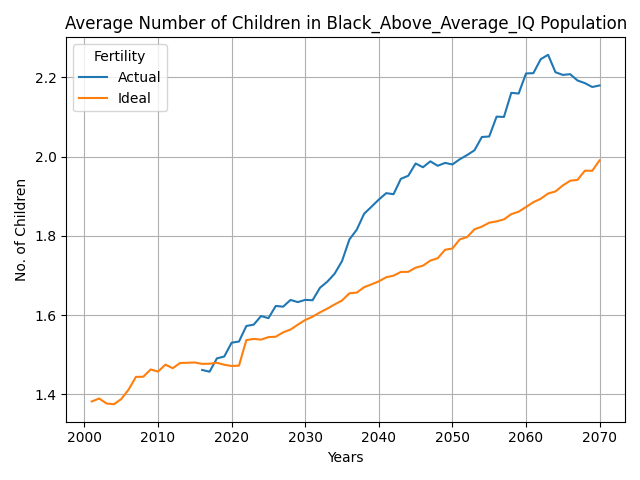 Average Number of Children in Black_Above_Average_IQ Population
Fertility
Actual
Ideal
No. of Children
2.2
2.0
1.8
1.6
1.4
2000 2010 2020 2030 2040 2050 2060 2070
Years